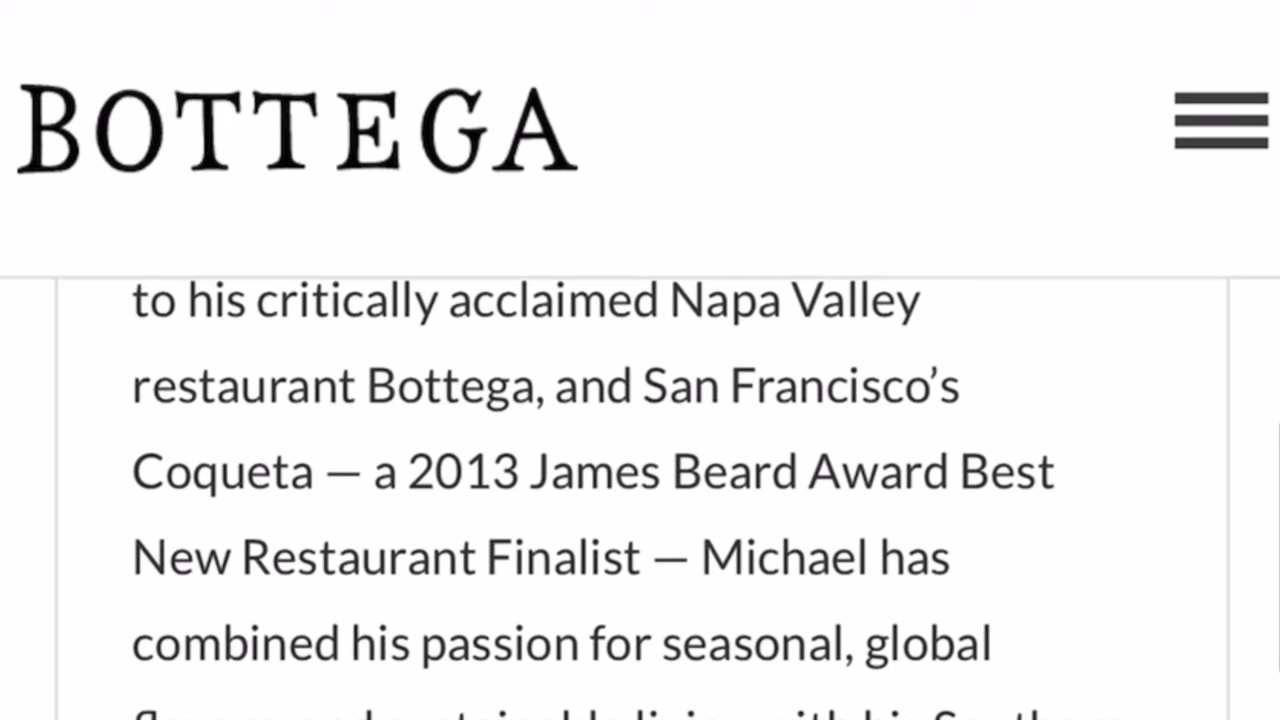 BOTTEGA
to his critically acclaimed Napa Valley
restaurant Bottega, and San Francisco’s
Coqueta — a 2013 James Beard Award Best
New Restaurant Finalist — Michael has
combined his passion for seasonal, global